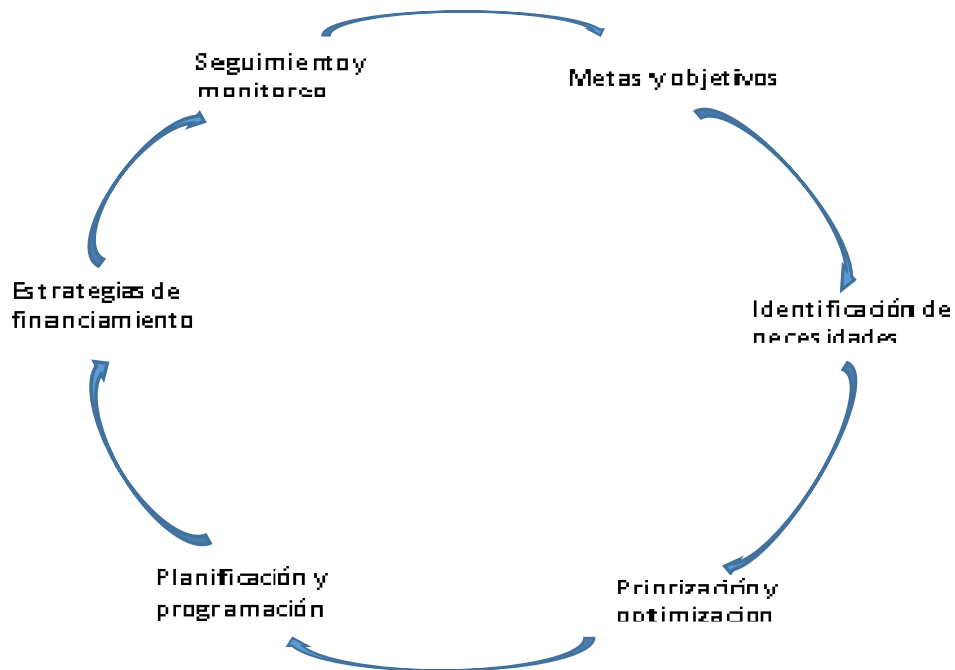 Seguimiento y
monitoreo
Metas y objetivos
Estrategias de
financiamiento
Identificación de
necesidades
Planificación y
programación
Priorización y
optimizacion